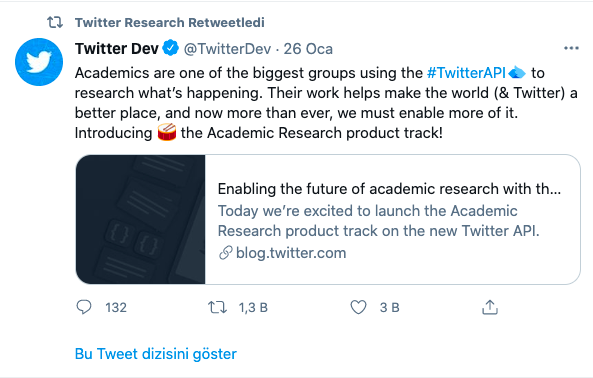 Twitter Research Retweetledi
Twitter Dev @TwitterDev · 26 Oca
Academics are one of the biggest groups using the #TwitterAPI to
research what's happening. Their work helps make the world (& Twitter) a
better place, and now more than ever, we must enable more of it.
Introducing 🥁 the Academic Research product track!
Enabling the future of academic research with th...
Today we're excited to launch the Academic
Research product track on the new Twitter API.
blog.twitter.com
132 1,3 B 3 B
Bu Tweet dizisini göster